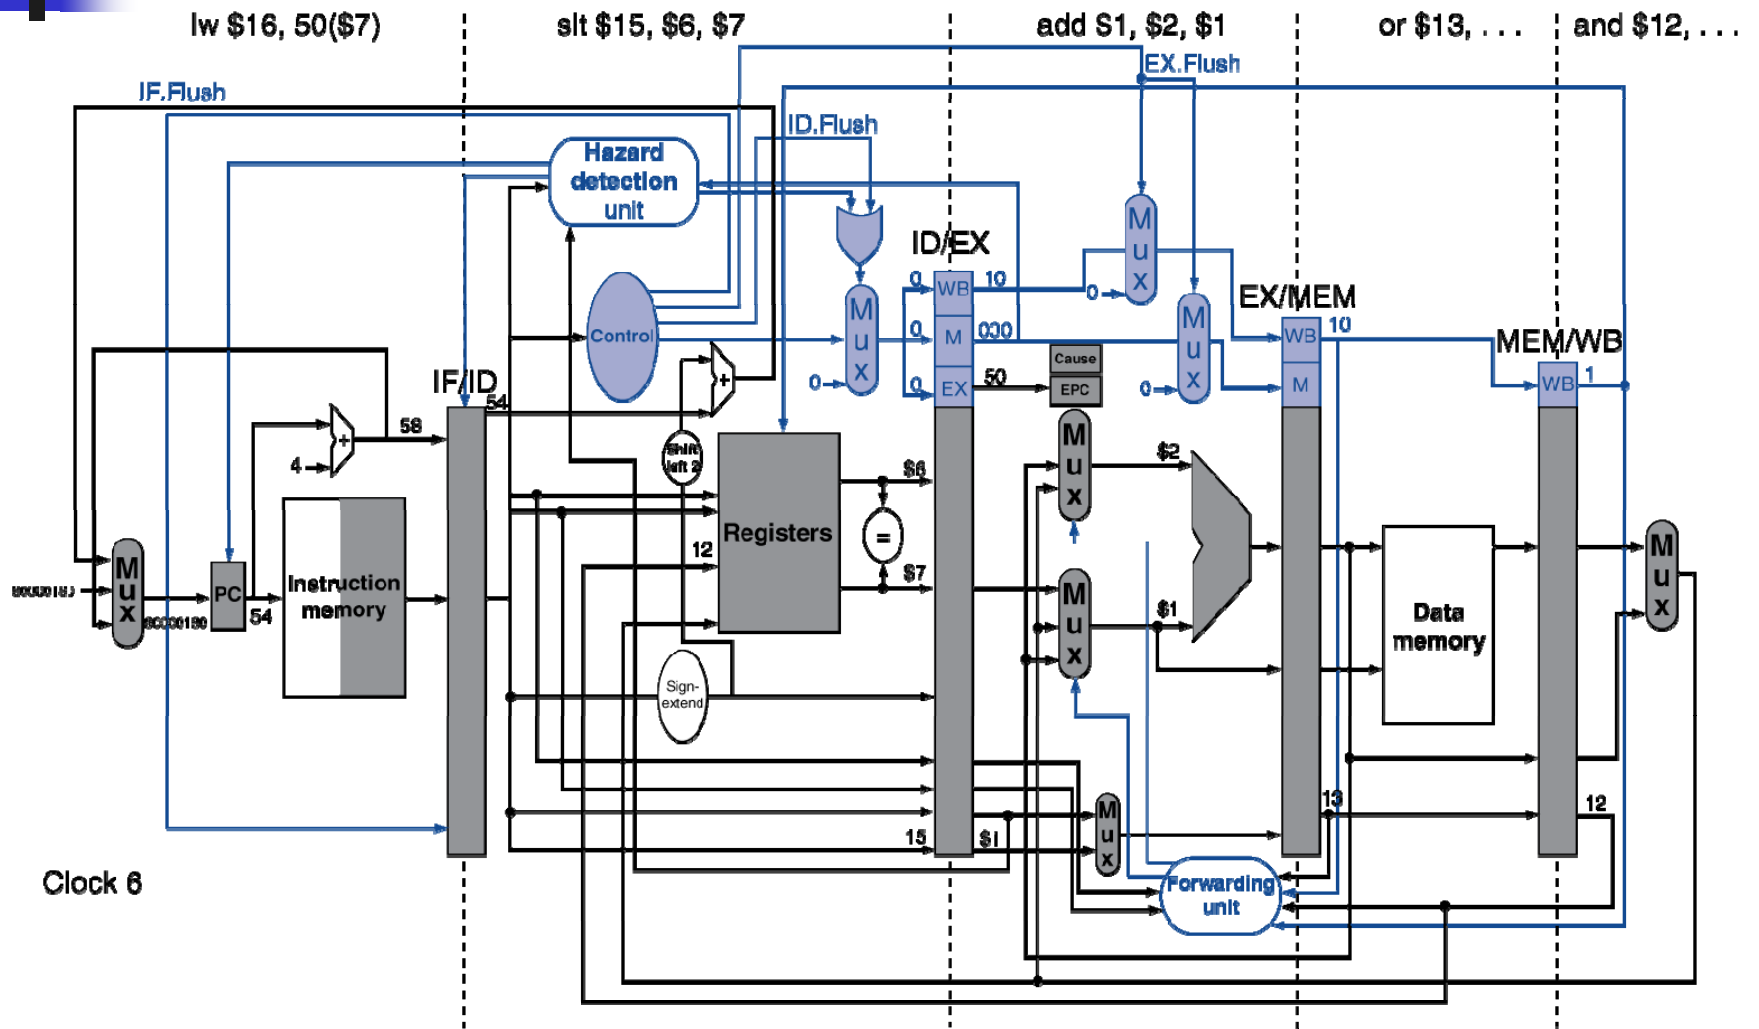 lw $16, 50($7)
slt $15, $6, $7
add $1, $2, $1
or $13, . . .
and $12, . . .
EX.Flush
IF.Flush
ID.Flush
Hazard
detection
unit
ID/EX
0
WB
10
0
M
000
0
EX
50
Control
M
u
x
0
M
u
x
0
M
u
x
0
Cause
EPC
EX/MEM
WB
10
M
MEM/WB
WB
1
IF/ID
54
58
4
+
+
Shift
left 2
$6
$7
=
Registers
12
M
u
x
80000180
PC
54
Instruction
memory
Sign-
extend
M
u
x
$2
M
u
x
$1
Data
memory
M
u
x
15
$1
M
u
x
13
12
Forwarding
unit
Clock 6